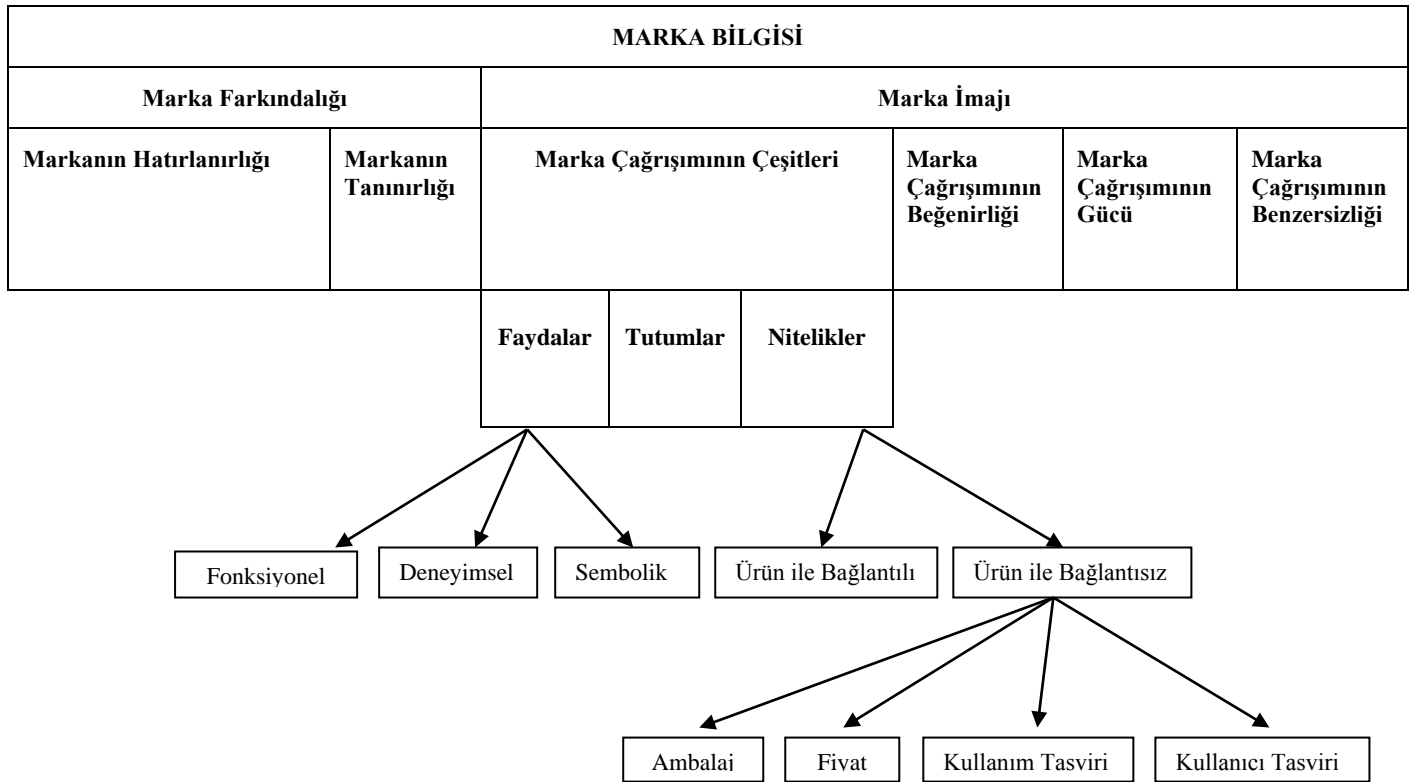 MARKA BİLGİSİ
Marka Farkındalığı
Marka İmajı
Markanın Hatırlanırlığı
Markanın
Tanınırlığı
Marka Çağrışımının Çeşitleri
Marka
Çağrışımının
Beğenirliği
Marka
Çağrışımının
Gücü
Marka
Çağrışımının
Benzersizliği
Faydalar
Tutumlar
Nitelikler
Fonksiyonel
Deneyimsel
Sembolik
Ürün ile Bağlantılı
Ürün ile Bağlantısız
Ambalaj
Fiyat
Kullanım Tasviri
Kullanıcı Tasviri